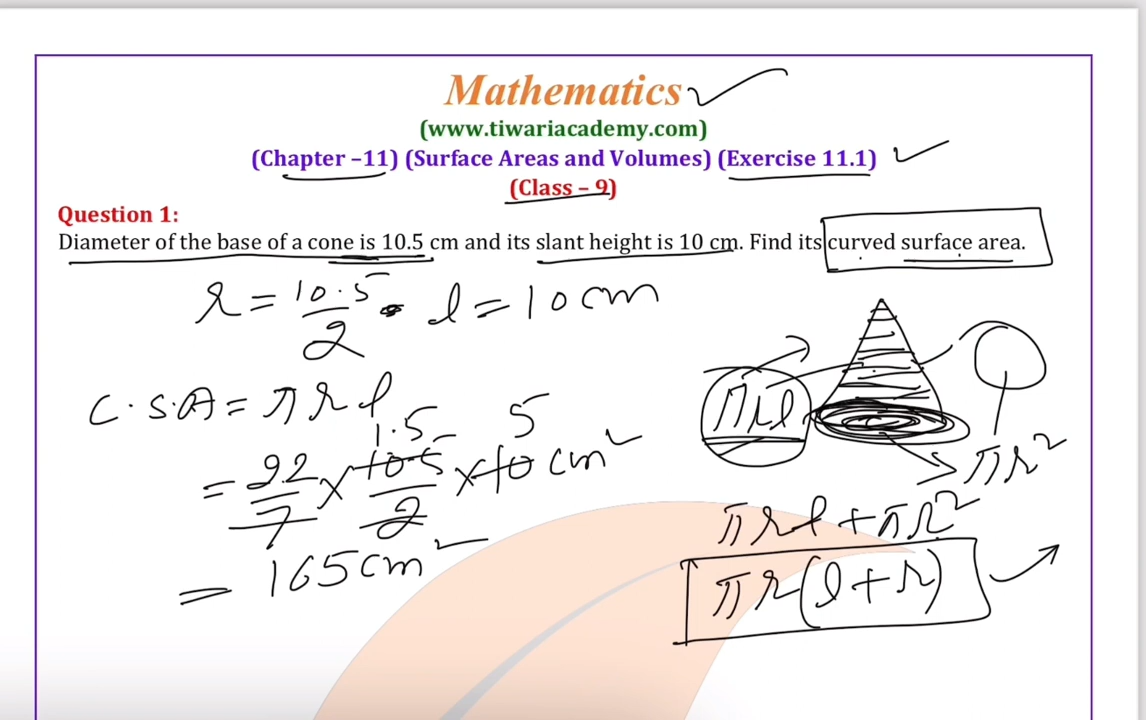 Mathematics
(www.tiwariacademy.com)
(Chapter –11) (Surface Areas and Volumes) (Exercise 11.1)
(Class – 9)
Question 1:
Diameter of the base of a cone is 10.5 cm and its slant height is 10 cm. Find its curved surface area.
r = 10.5/2 . l = 10 cm
C.S.A = πrl
1.5 5
= 22/7 × 10.5/2 × 10 cm²
= 165 cm²
πrl
πr²
πrl + πr²
πr(l+r)